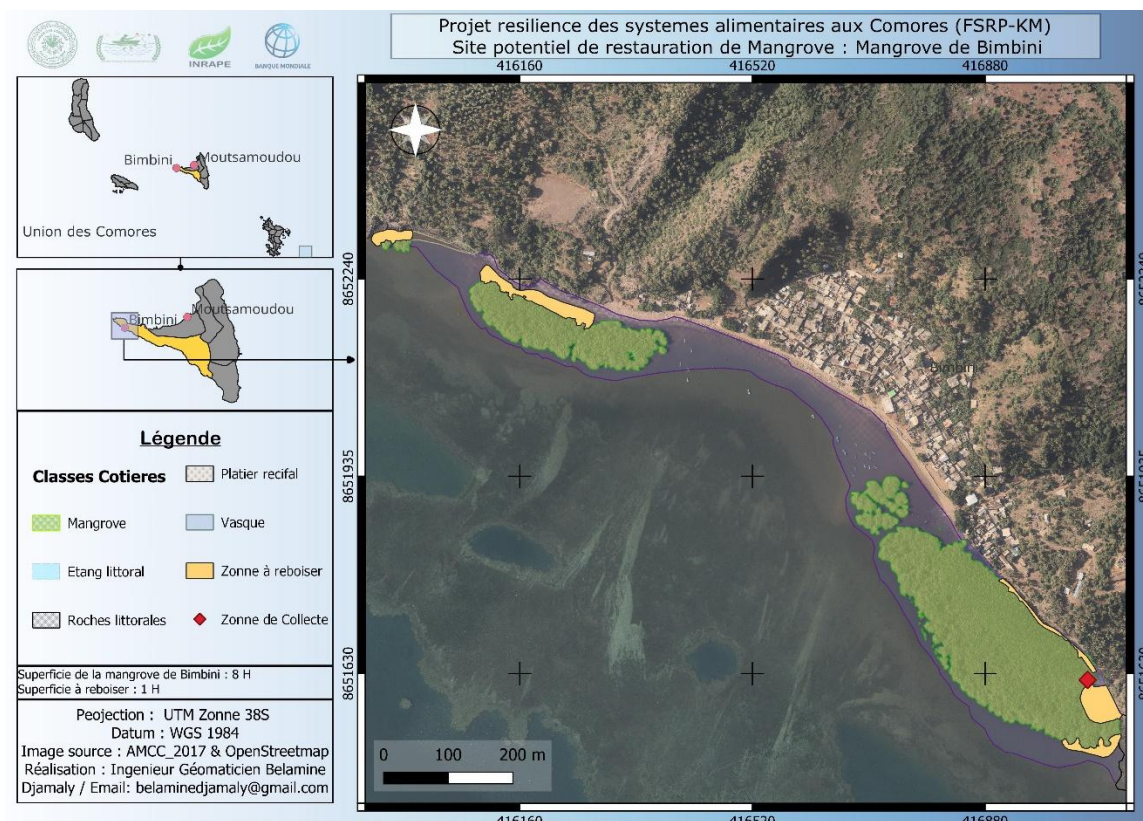 Projet resilience des systemes alimentaires aux Comores (FSRP-KM)
Site potentiel de restauration de Mangrove : Mangrove de Bimbini
INRAPE
BANQUE MONDIALE
Bimbini
Moutsamoudou
Union des Comores
Bimbini
Moutsamoudou
Légende
Classes Cotieres
Platier recifal
Mangrove
Vasque
Etang littoral
Zonne à reboiser
Roches littorales
Zonne de Collecte
Superficie de la mangrove de Bimbini : 8 H
Superficie à reboiser : 1 H
Peojection : UTM Zonne 38S
Datum : WGS 1984
Image source : AMCC_2017 & OpenStreetmap
Réalisation : Ingenieur Géomaticien Belamine
Djamaly / Email: belaminedjamaly@gmail.com
416160
416520
416880
8652240
8652240
8651935
8651935
8651630
8651630
Bimbini
0
100
200 m
416160
416520
416880